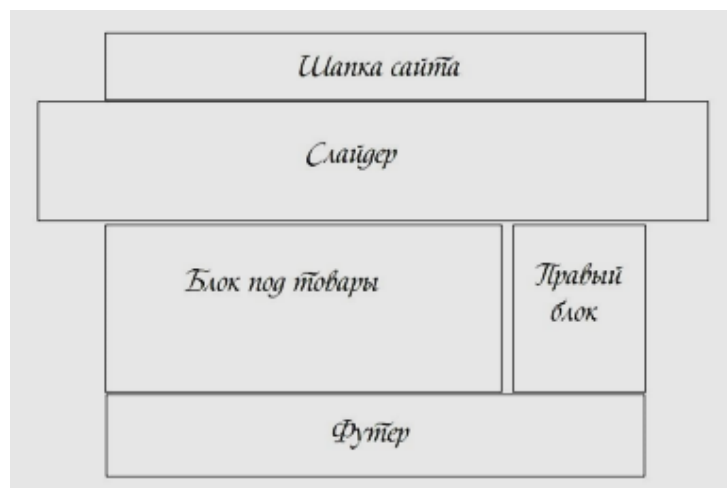 Шапка сайта
Слайдер
Блок под товары
Правый
блок
Футер